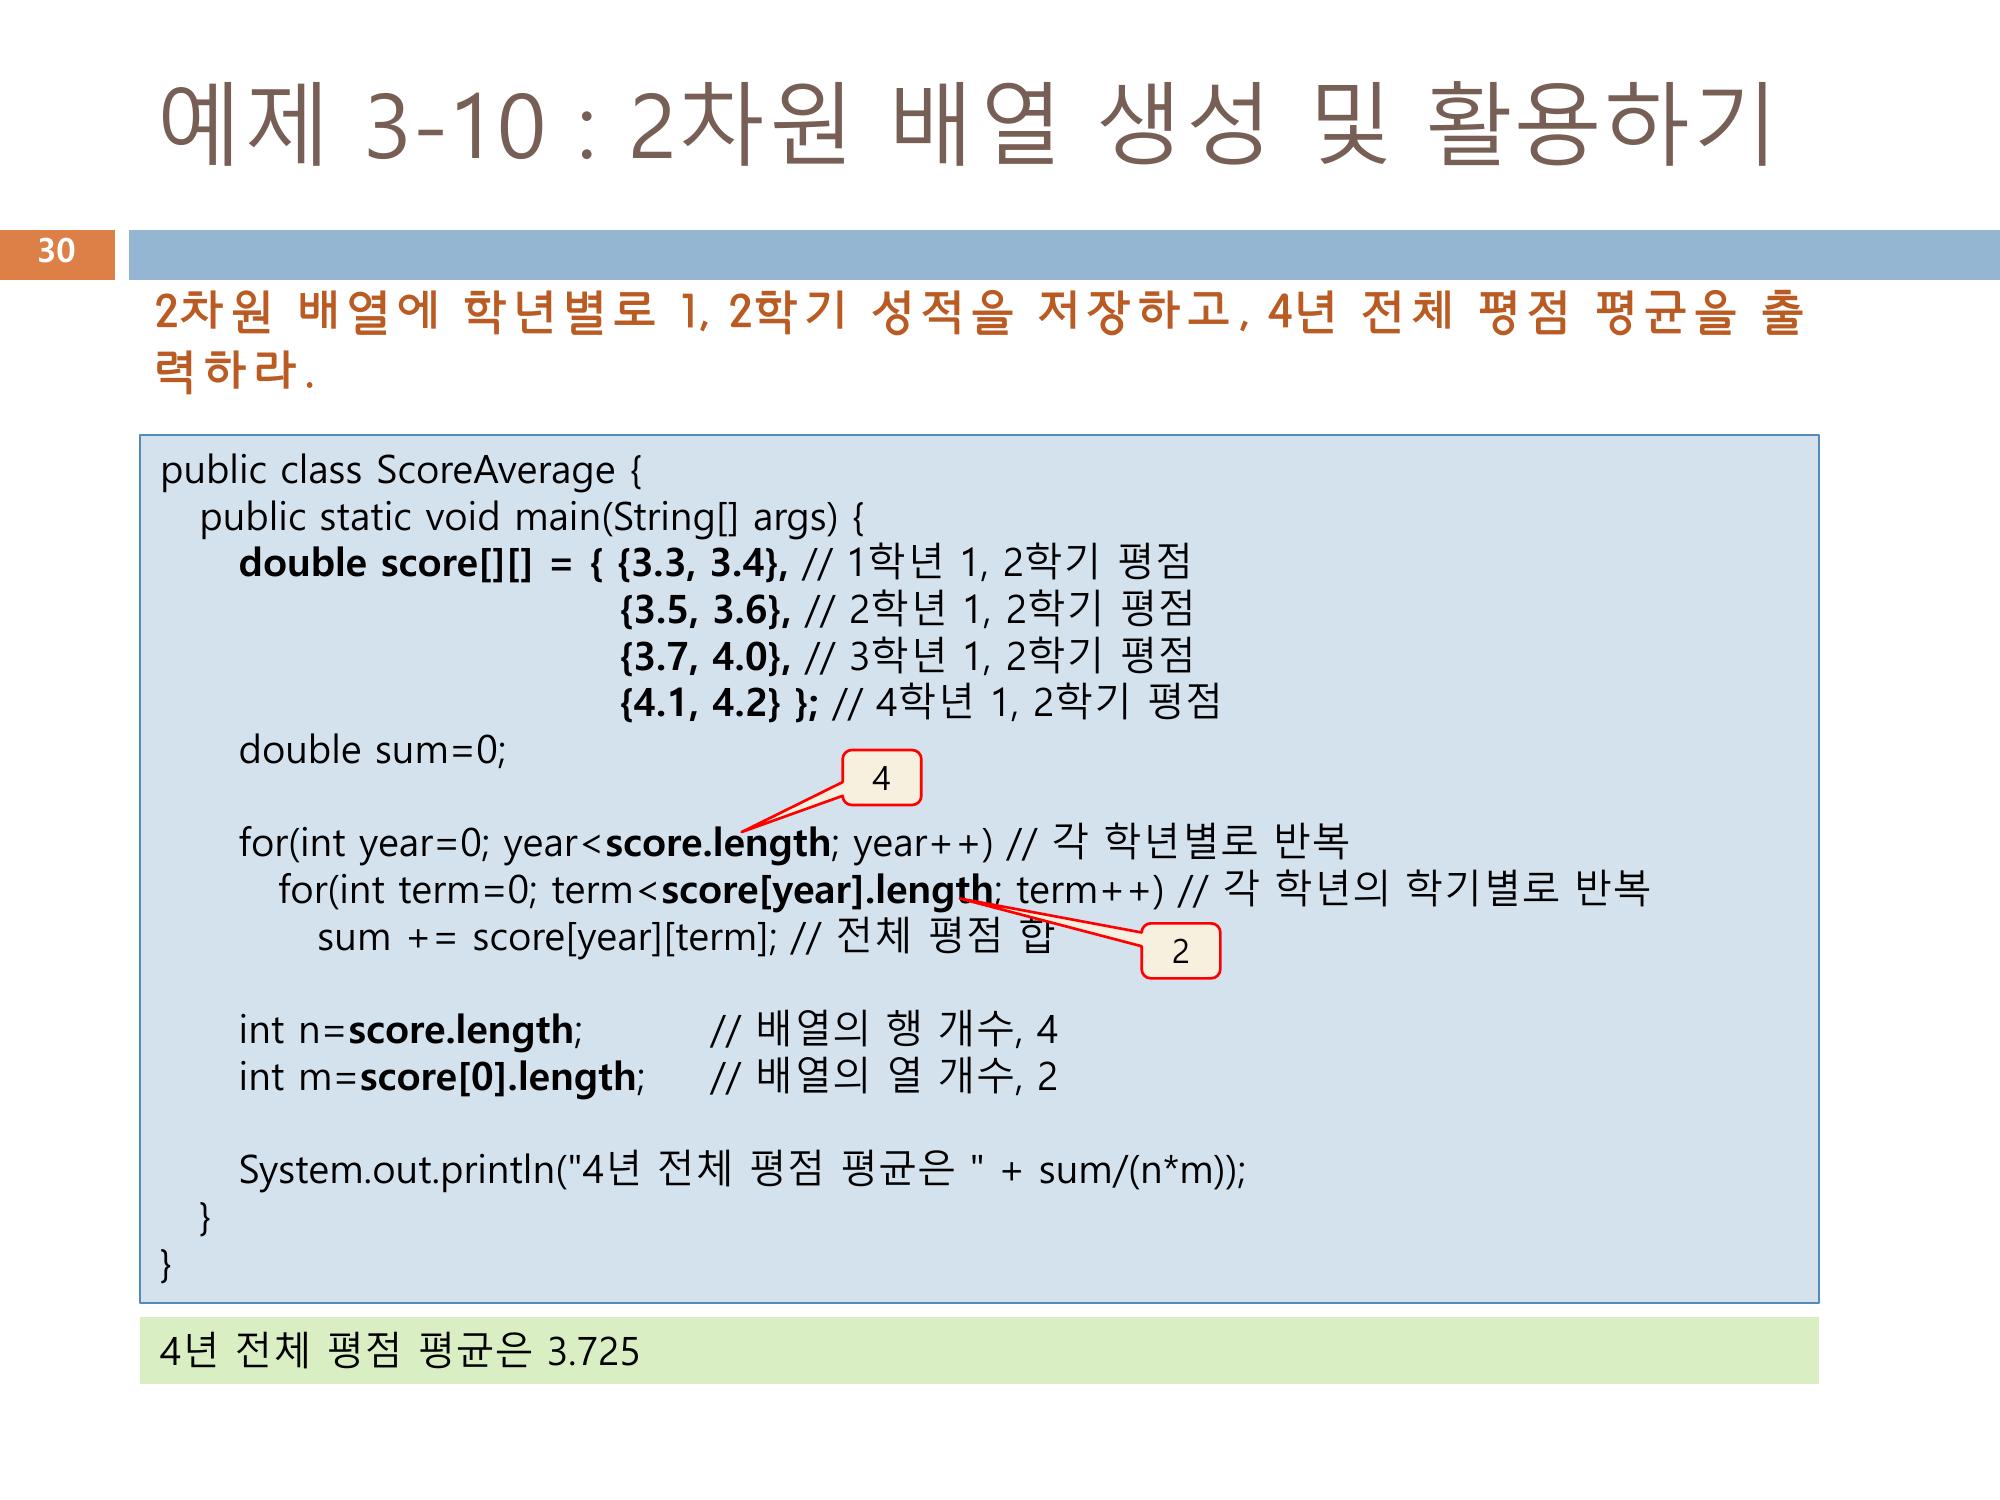 예제 3-10 : 2차원 배열 생성 및 활용하기
30
2차원 배열에 학년별로 1, 2학기 성적을 저장하고, 4년 전체 평점 평균을 출
력하라.
public class ScoreAverage {
public static void main(String[] args) {
double score[][] = { {3.3, 3.4}, // 1학년 1, 2학기 평점
{3.5, 3.6}, // 2학년 1, 2학기 평점
{3.7, 4.0}, // 3학년 1, 2학기 평점
{4.1, 4.2} }; // 4학년 1, 2학기 평점
double sum=0;
4
for(int year=0; year<score.length; year++) // 각 학년별로 반복
for(int term=0; term<score[year].length; term++) // 각 학년의 학기별로 반복
sum += score[year][term]; // 전체 평점 합
2
int n=score.length; // 배열의 행 개수, 4
int m=score[0].length; // 배열의 열 개수, 2
System.out.println("4년 전체 평점 평균은 " + sum/(n*m));
}
}
4년 전체 평점 평균은 3.725